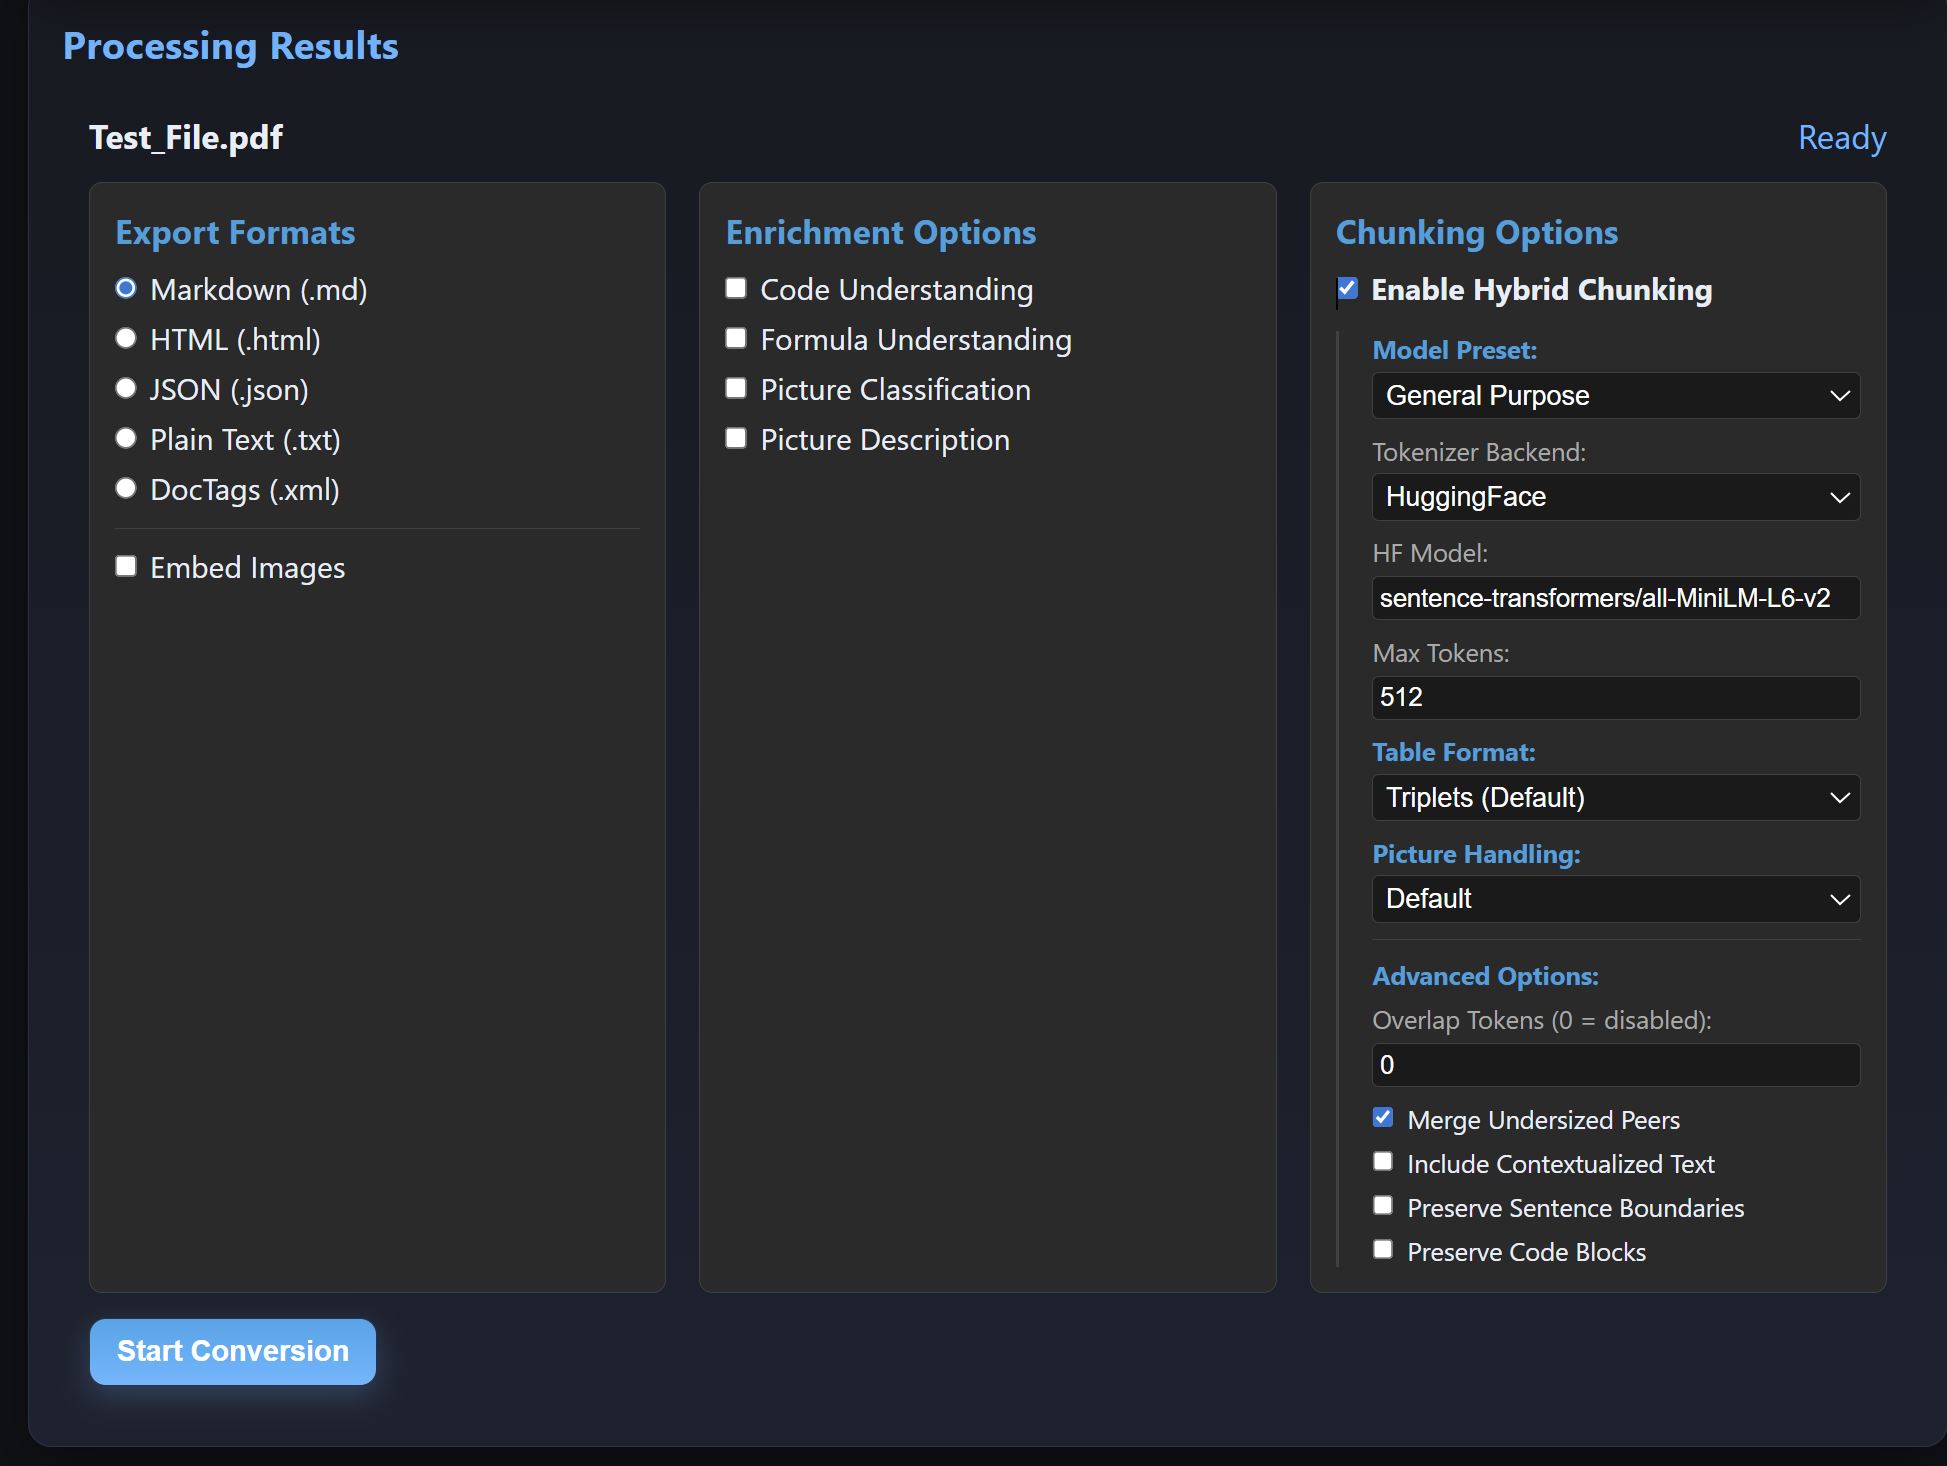 Processing Results
Test_File.pdf
Ready
Export Formats
Markdown (.md)
HTML (.html)
JSON (.json)
Plain Text (.txt)
DocTags (.xml)
Embed Images
Enrichment Options
Code Understanding
Formula Understanding
Picture Classification
Picture Description
Chunking Options
Enable Hybrid Chunking
Model Preset:
General Purpose
Tokenizer Backend:
HuggingFace
HF Model:
sentence-transformers/all-MiniLM-L6-v2
Max Tokens:
512
Table Format:
Triplets (Default)
Picture Handling:
Default
Advanced Options:
Overlap Tokens (0 = disabled):
0
Merge Undersized Peers
Include Contextualized Text
Preserve Sentence Boundaries
Preserve Code Blocks
Start Conversion